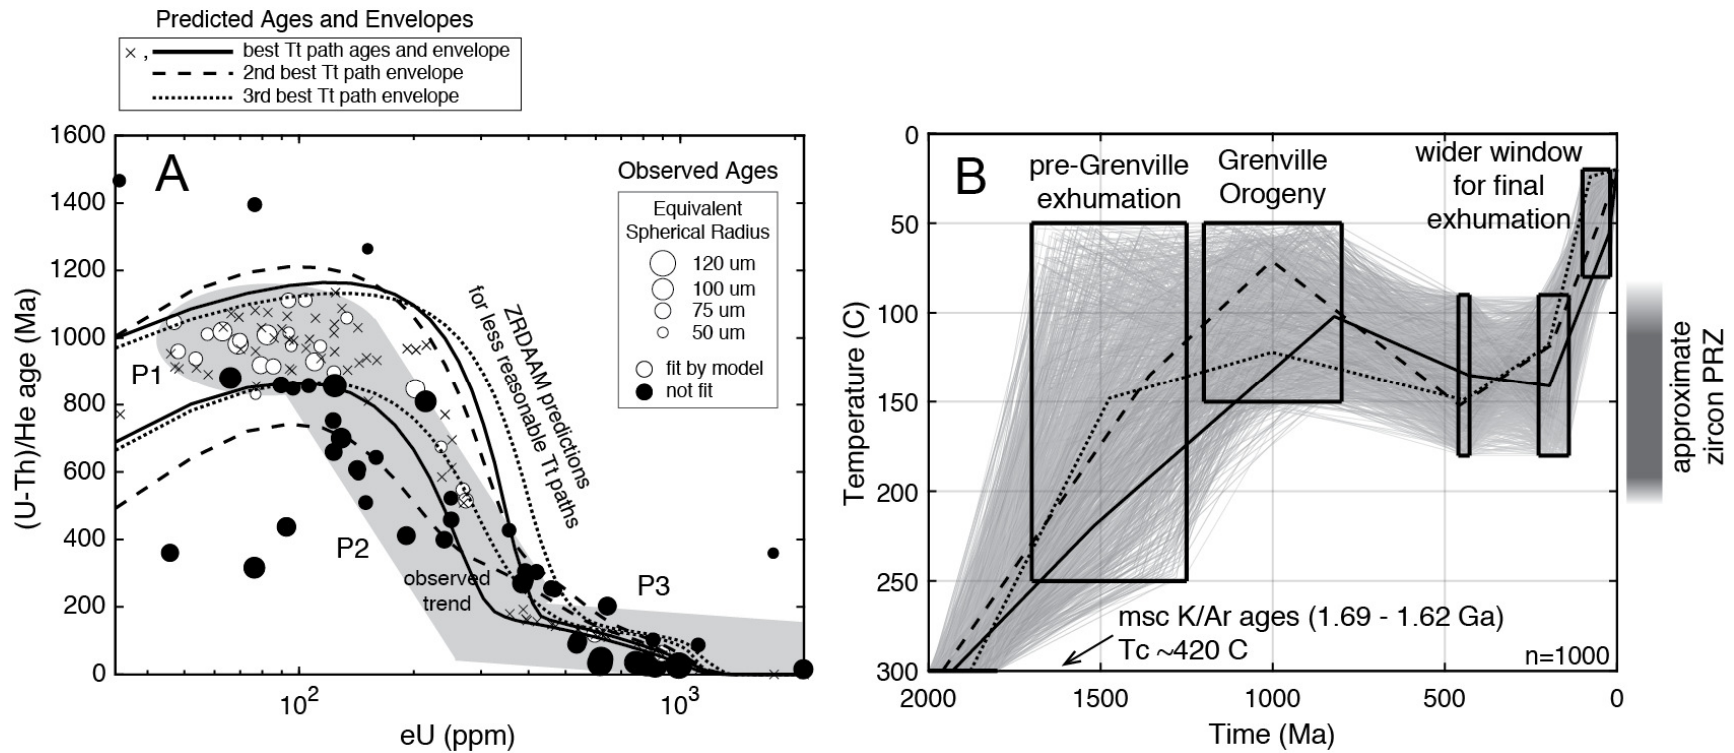 Predicted Ages and Envelopes
× , best Tt path ages and envelope
2nd best Tt path envelope
3rd best Tt path envelope
A
(U-Th)/He age (Ma)
1600
1400
1200
1000
800
600
400
200
0
10²
10³
eU (ppm)
Observed Ages
Equivalent
Spherical Radius
120 um
100 um
75 um
50 um
fit by model
not fit
ZRDAM predictions
for less reasonable Tt paths
P1
P2
observed
trend
P3
B
Temperature (C)
0
50
100
150
200
250
300
2000
1500
1000
500
0
Time (Ma)
pre-Grenville
exhumation
Grenville
Orogeny
wider window
for final
exhumation
msc K/Ar ages (1.69 - 1.62 Ga)
Tc ~420 C
n=1000
approximate
zircon PRZ